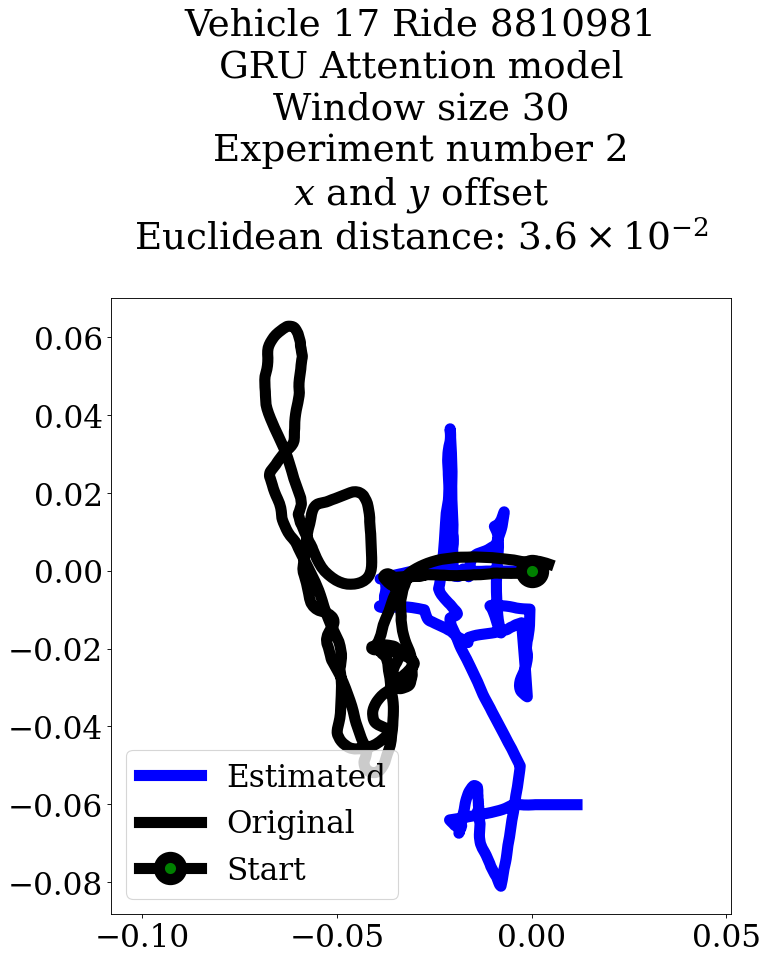 Vehicle 17 Ride 8810981
GRU Attention model
Window size 30
Experiment number 2
x and y offset
Euclidean distance: 3.6 × 10⁻²
0.06
0.04
0.02
0.00
−0.02
−0.04
−0.06
−0.08
Estimated
Original
Start
−0.10 −0.05 0.00 0.05